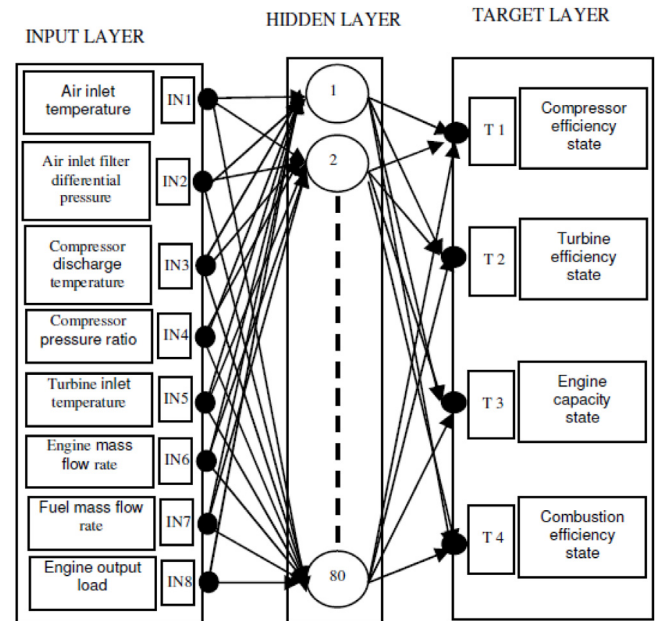 INPUT LAYER
HIDDEN LAYER
TARGET LAYER
Air inlet
temperature
IN1
Air inlet filter
differential
pressure
IN2
Compressor
discharge
temperature
IN3
Compressor
pressure ratio
IN4
Turbine inlet
temperature
IN5
Engine mass
flow rate
IN6
Fuel mass flow
rate
IN7
Engine output
load
IN8
1
2
80
T 1
Compressor
efficiency
state
T 2
Turbine
efficiency
state
T 3
Engine
capacity
state
T 4
Combustion
efficiency
state